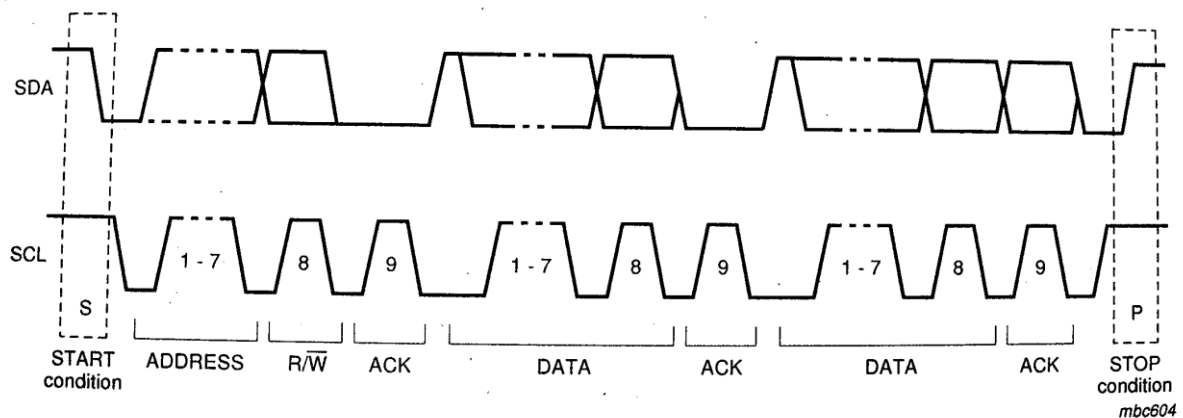 SDA
SCL
1 - 7
8
9
1 - 7
8
9
1 - 7
8
9
S
P
START
condition
ADDRESS
R/W̅
ACK
DATA
ACK
DATA
ACK
STOP
condition
mbc604